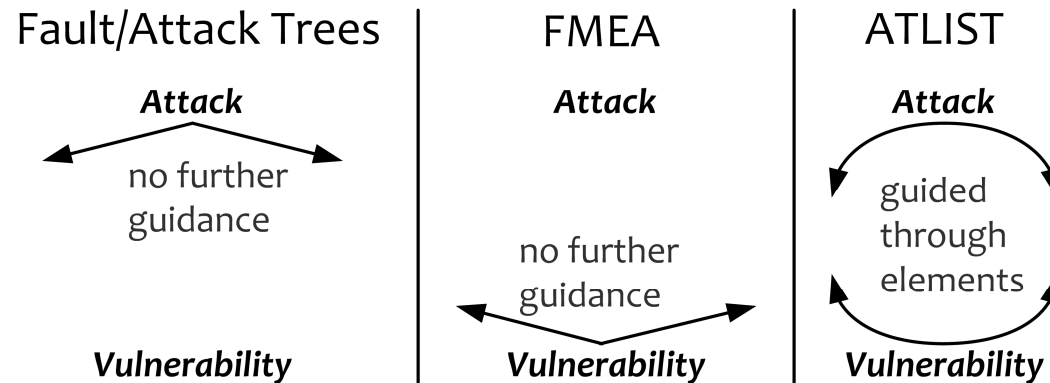 Fault/Attack Trees
Attack
no further
guidance
Vulnerability
FMEA
Attack
no further
guidance
Vulnerability
ATLIST
Attack
guided
through
elements
Vulnerability